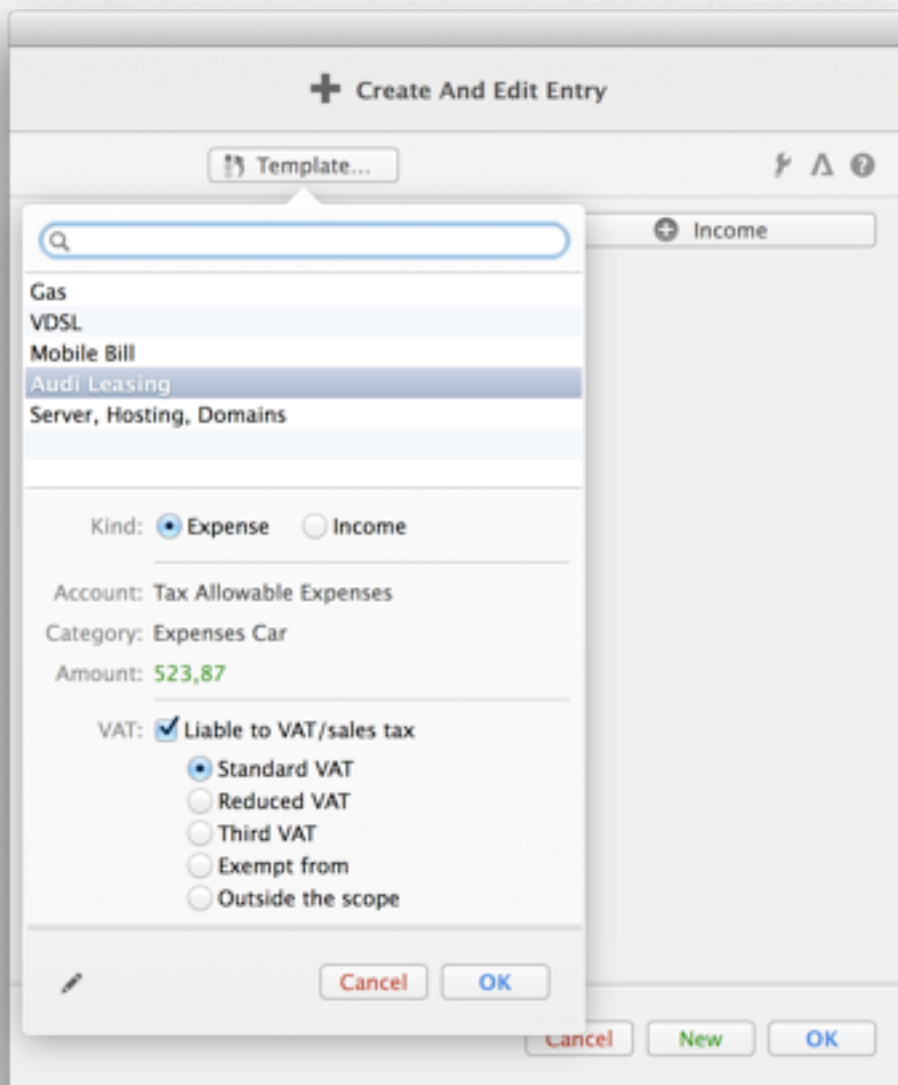 Create And Edit Entry
Template...
Income
Gas
VDSL
Mobile Bill
Audi Leasing
Server, Hosting, Domains
Kind: Expense Income
Account: Tax Allowable Expenses
Category: Expenses Car
Amount: 523,87
VAT: Liable to VAT/sales tax
Standard VAT
Reduced VAT
Third VAT
Exempt from
Outside the scope
Cancel OK
Cancel New OK